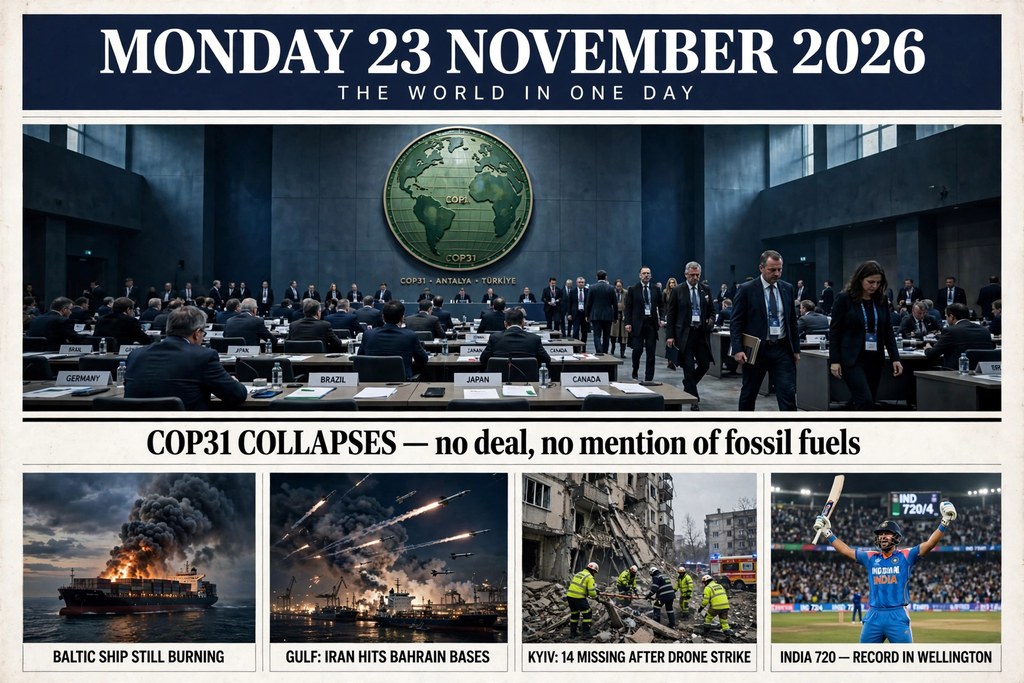 MONDAY 23 NOVEMBER 2026
THE WORLD IN ONE DAY
COP31
COP31 • ANTALYA • TÜRKİYE
GERMANY
BRAZIL
JAPAN
CANADA
COP31 COLLAPSES — no deal, no mention of fossil fuels
IND
720/4
INDIA
BALTIC SHIP STILL BURNING
GULF: IRAN HITS BAHRAIN BASES
KYIV: 14 MISSING AFTER DRONE STRIKE
INDIA 720 — RECORD IN WELLINGTON